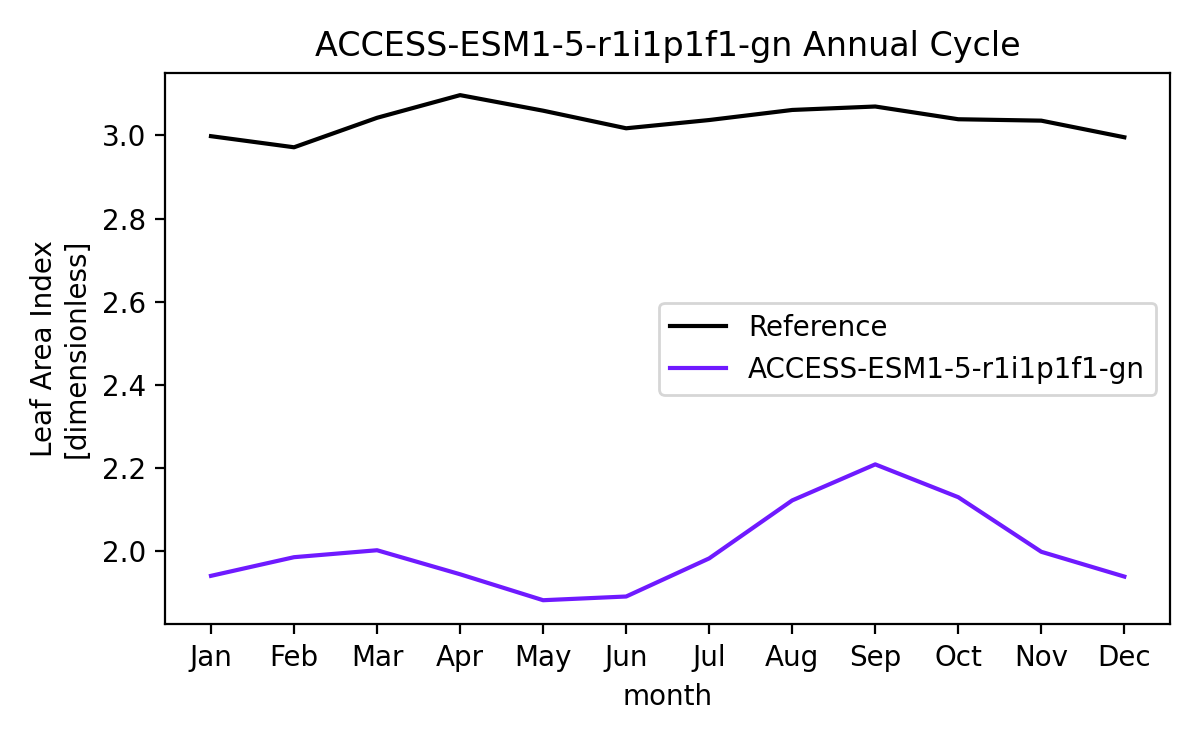 ACCESS-ESM1-5-r1i1p1f1-gn Annual Cycle
Leaf Area Index
[dimensionless]
3.0
2.8
2.6
2.4
2.2
2.0
Reference
ACCESS-ESM1-5-r1i1p1f1-gn
Jan Feb Mar Apr May Jun Jul Aug Sep Oct Nov Dec
month